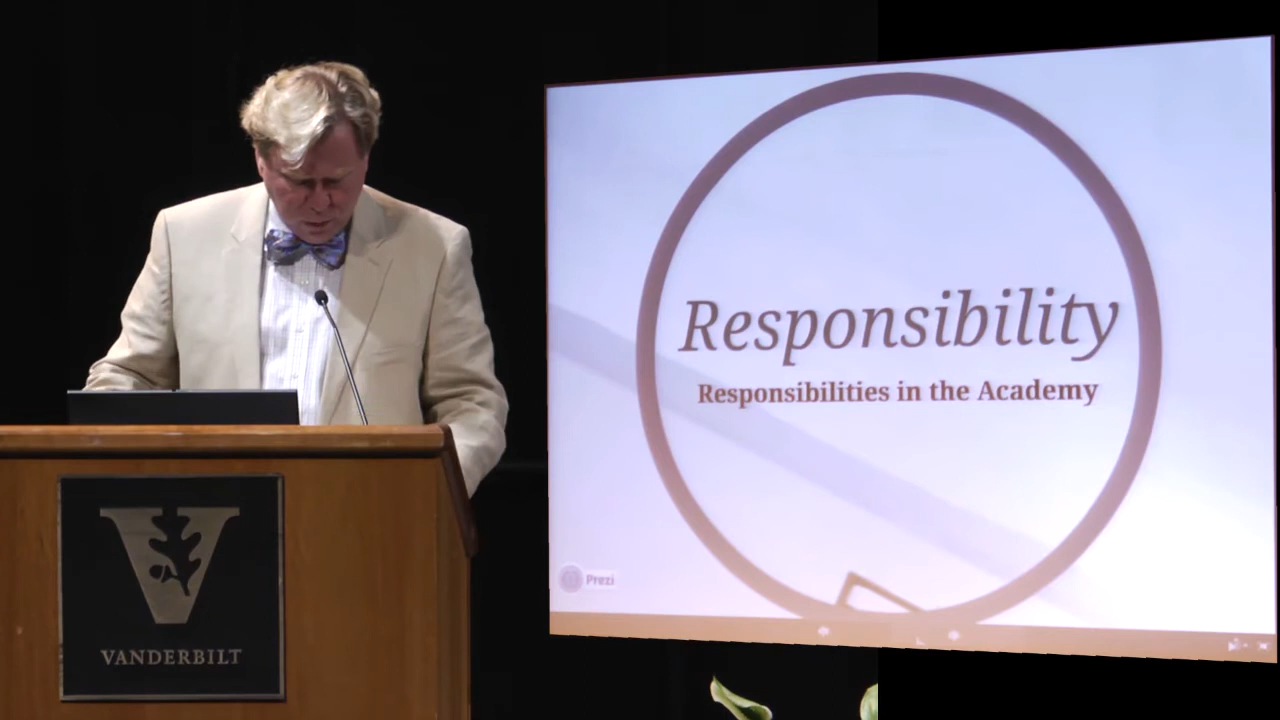 Responsibility
Responsibilities in the Academy
Prezi
V
VANDERBILT